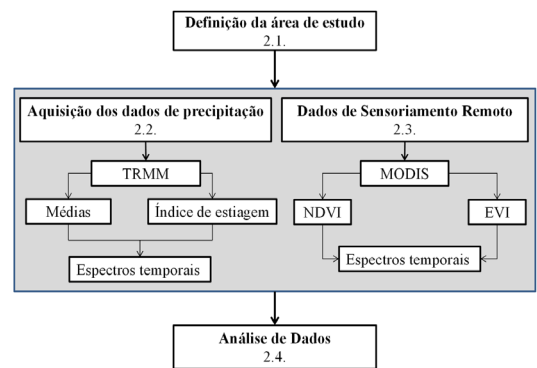 Definição da área de estudo
2.1.
Aquisição dos dados de precipitação
2.2.
Dados de Sensoriamento Remoto
2.3.
TRMM
MODIS
Médias
Índice de estiagem
NDVI
EVI
Espectros temporais
Espectros temporais
Análise de Dados
2.4.